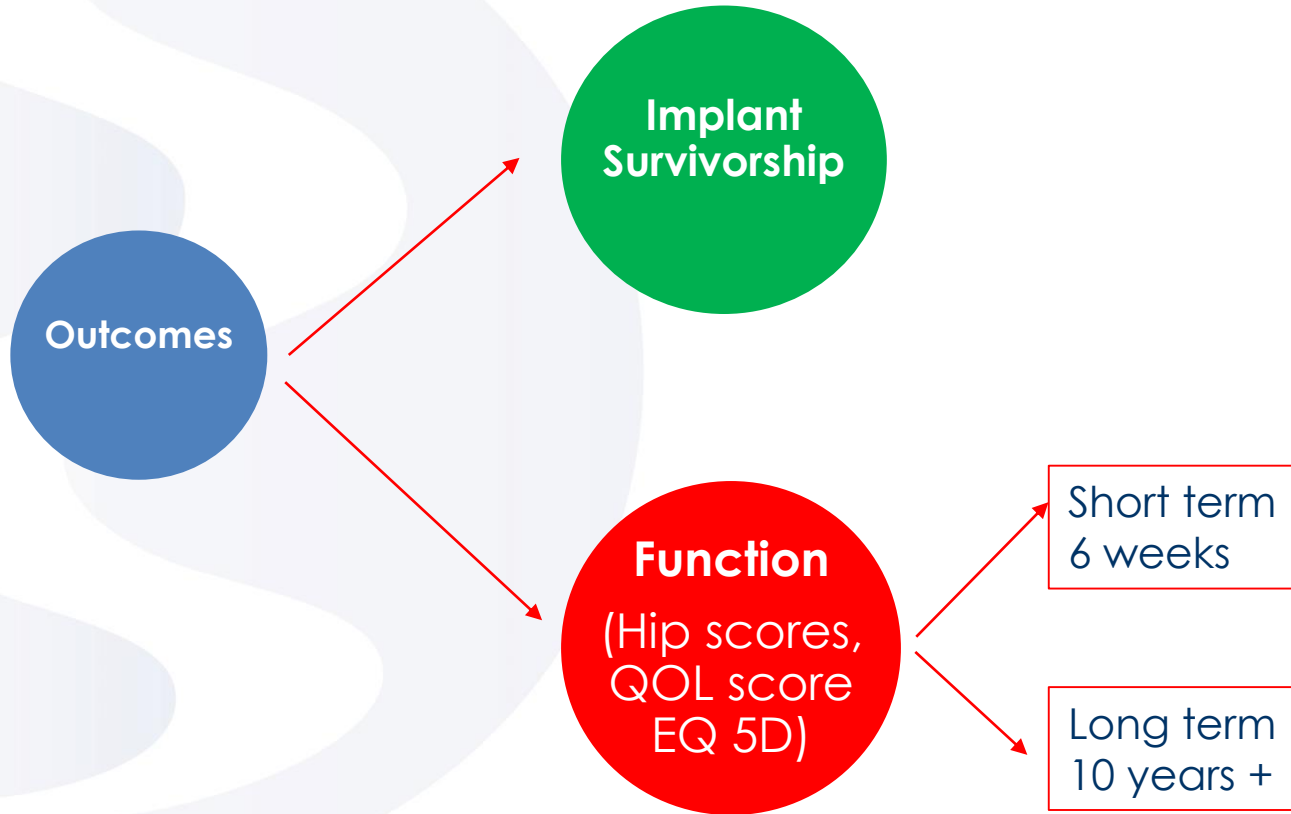 Implant
Survivorship
Outcomes
Function
(Hip scores,
QOL score
EQ 5D)
Short term
6 weeks
Long term
10 years +